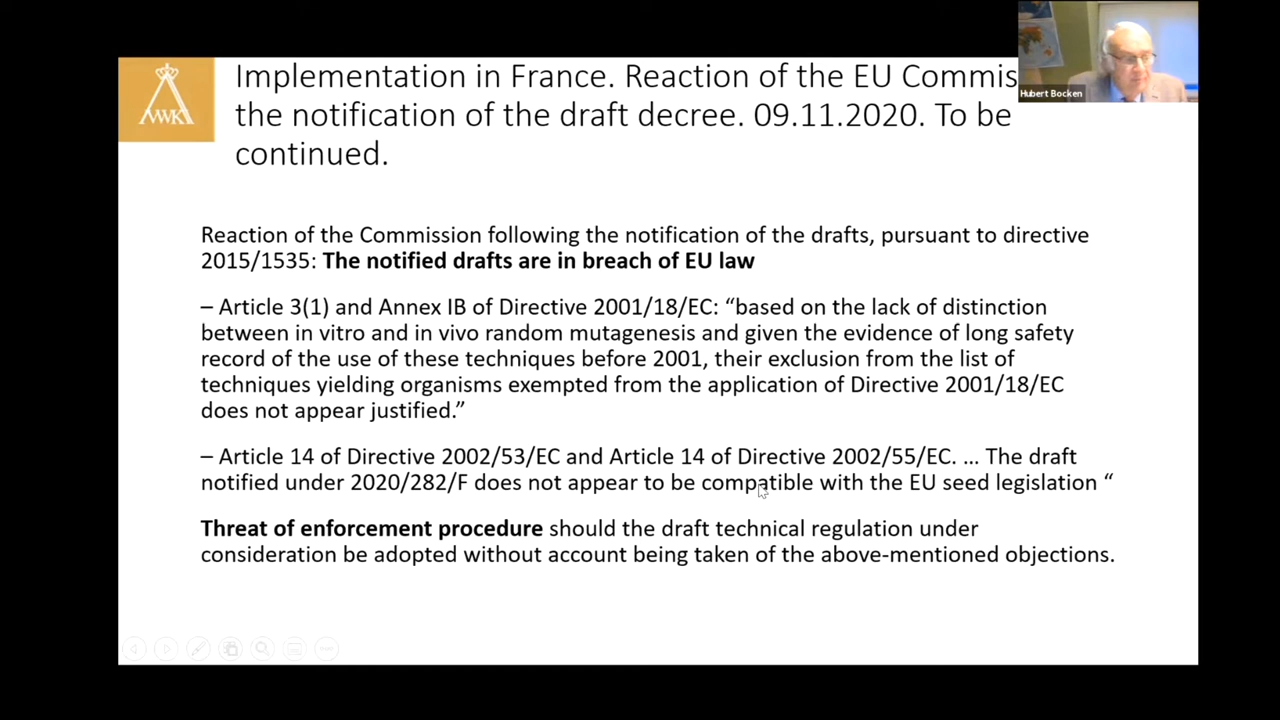 Implementation in France. Reaction of the EU Commis
the notification of the draft decree. 09.11.2020. To be
continued.
Hubert Bocken
Reaction of the Commission following the notification of the drafts, pursuant to directive
2015/1535: The notified drafts are in breach of EU law
– Article 3(1) and Annex IB of Directive 2001/18/EC: “based on the lack of distinction
between in vitro and in vivo random mutagenesis and given the evidence of long safety
record of the use of these techniques before 2001, their exclusion from the list of
techniques yielding organisms exempted from the application of Directive 2001/18/EC
does not appear justified.”
– Article 14 of Directive 2002/53/EC and Article 14 of Directive 2002/55/EC. ... The draft
notified under 2020/282/F does not appear to be compatible with the EU seed legislation “
Threat of enforcement procedure should the draft technical regulation under
consideration be adopted without account being taken of the above-mentioned objections.